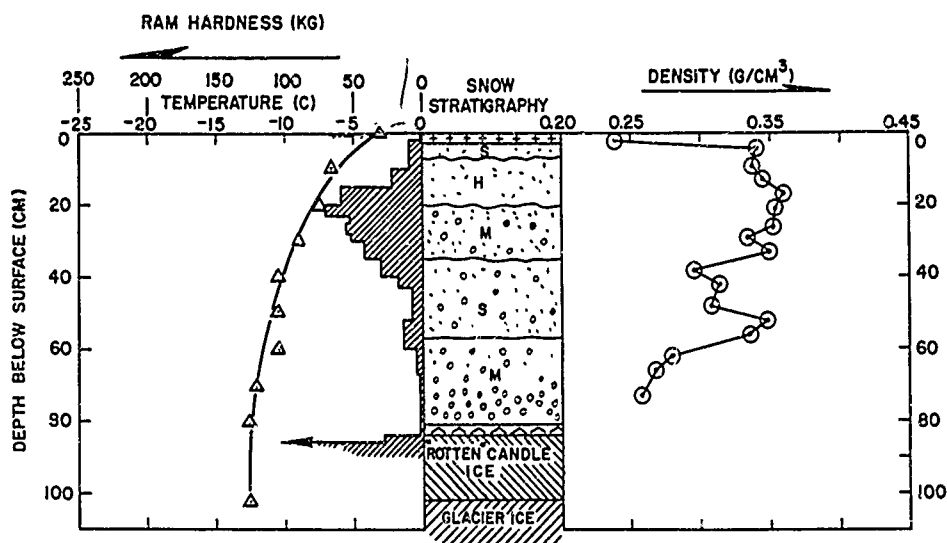 RAM HARDNESS (KG)
250 200 150 100 50 0
TEMPERATURE (C)
-25 -20 -15 -10 -5 0
SNOW
STRATIGRAPHY
DENSITY (G/CM³)
0.20 0.25 0.35 0.45
DEPTH BELOW SURFACE (CM)
0
20
40
60
80
100
S
H
M
S
M
ROTTEN CANDLE
ICE
GLACIER ICE
0
20
40
60
80
100